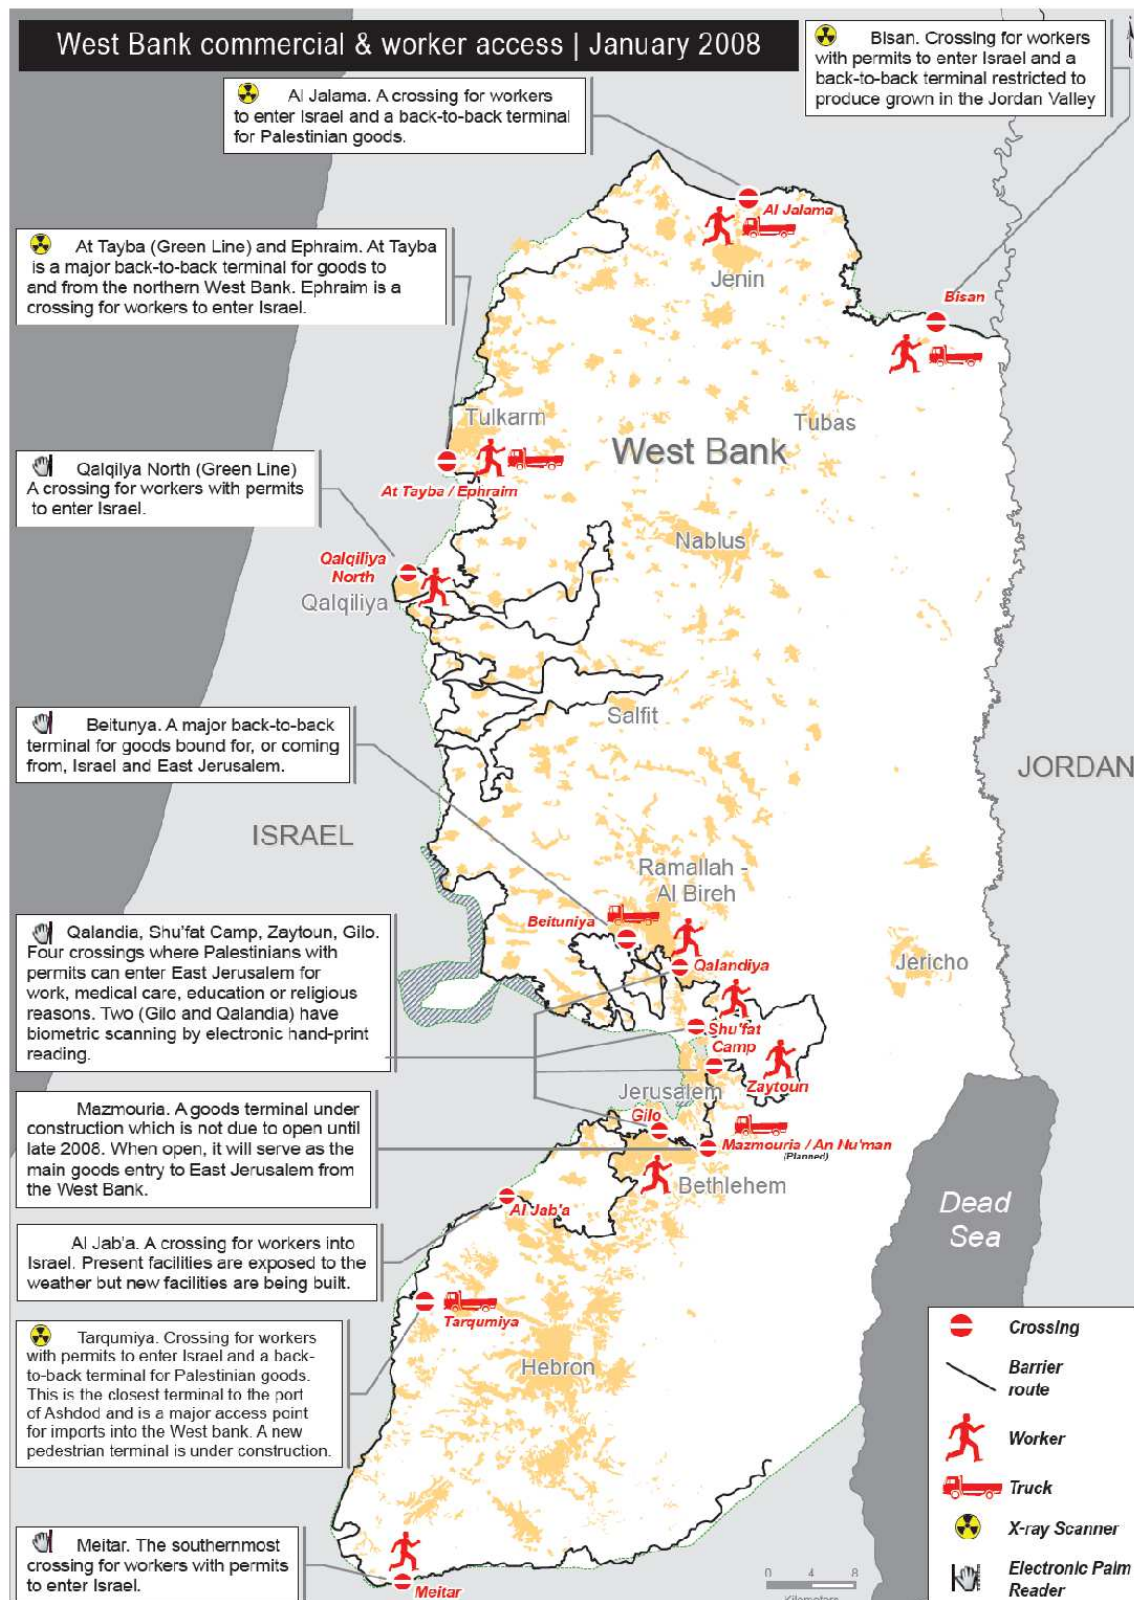 West Bank commercial & worker access | January 2008
Bisan. Crossing for workers
with permits to enter Israel and a
back-to-back terminal restricted to
produce grown in the Jordan Valley
Al Jalama. A crossing for workers
to enter Israel and a back-to-back terminal
for Palestinian goods.
At Tayba (Green Line) and Ephraim. At Tayba
is a major back-to-back terminal for goods to
and from the northern West Bank. Ephraim is a
crossing for workers to enter Israel.
Qalqilya North (Green Line)
A crossing for workers with permits
to enter Israel.
Beitunya. A major back-to-back
terminal for goods bound for, or coming
from, Israel and East Jerusalem.
Qalandia, Shu'fat Camp, Zaytoun, Gilo.
Four crossings where Palestinians with
permits can enter East Jerusalem for
work, medical care, education or religious
reasons. Two (Gilo and Qalandia) have
biometric scanning by electronic hand-print
reading.
Mazmouria. A goods terminal under
construction which is not due to open until
late 2008. When open, it will serve as the
main goods entry to East Jerusalem from
the West Bank.
Al Jab'a. A crossing for workers into
Israel. Present facilities are exposed to the
weather but new facilities are being built.
Tarqumiya. Crossing for workers
with permits to enter Israel and a back-
to-back terminal for Palestinian goods.
This is the closest terminal to the port
of Ashdod and is a major access point
for imports into the West bank. A new
pedestrian terminal is under construction.
Meitar. The southernmost
crossing for workers with permits
to enter Israel.
Al Jalama
Jenin
Bisan
Tulkarm
Tubas
West Bank
At Tayba / Ephraim
Nablus
Qalqiliya
North
Qalqiliya
Salfit
JORDAN
ISRAEL
Ramallah -
Al Bireh
Beituniya
Qalandiya
Jericho
Shu'fat
Camp
Zaytoun
Jerusalem
Gilo
Mazmouria / An Nu'man
(Planned)
Bethlehem
Al Jab'a
Dead
Sea
Tarqumiya
Hebron
Meitar
Crossing
Barrier
route
Worker
Truck
X-ray Scanner
Electronic Palm
Reader
0 4 8
Kilometers